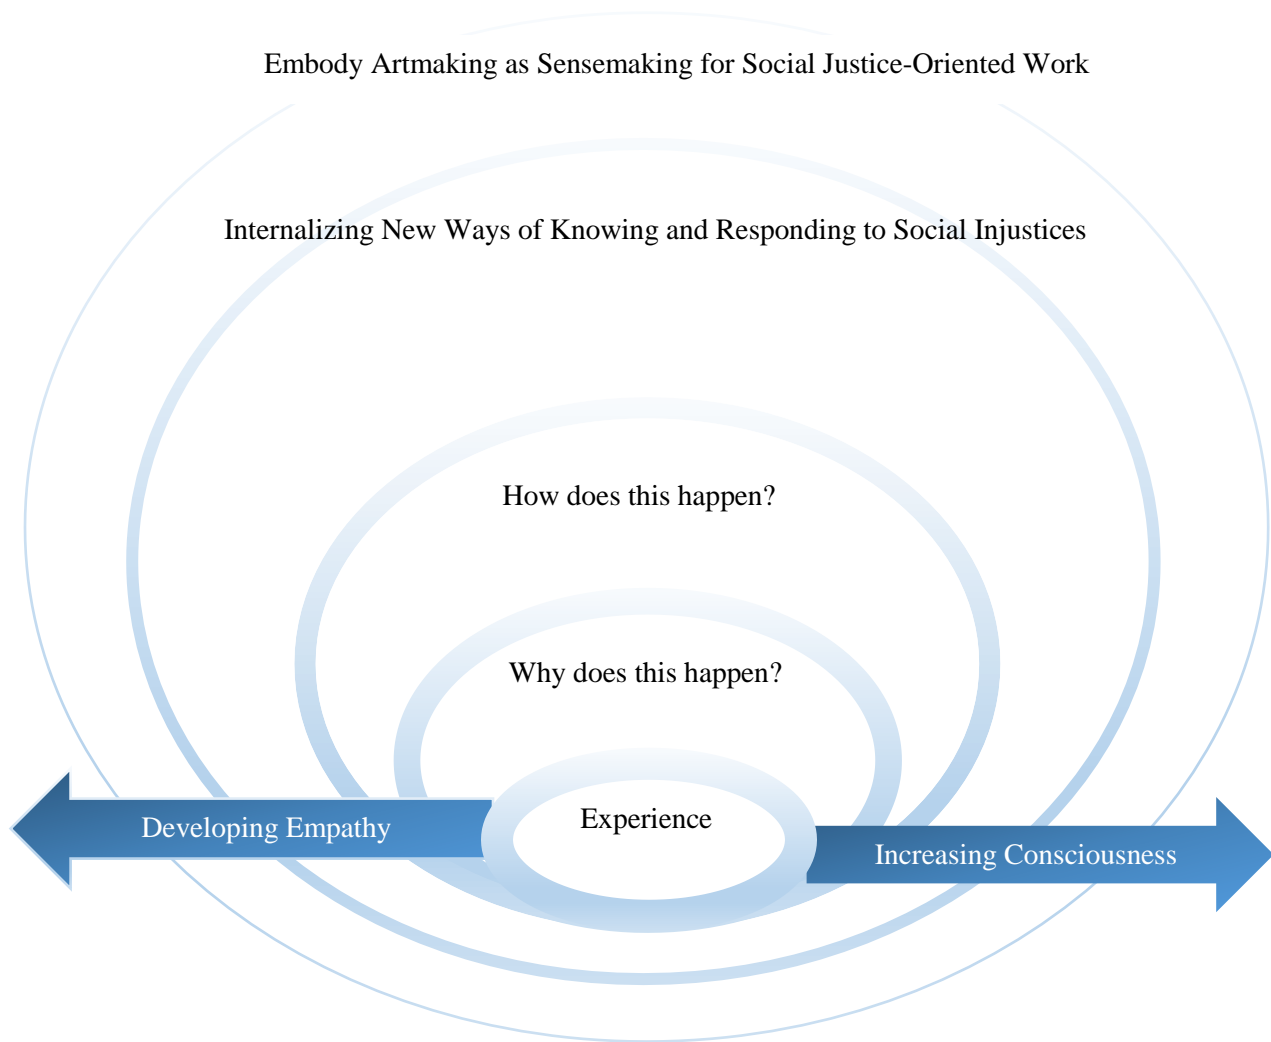 Embody Artmaking as Sensemaking for Social Justice-Oriented Work
Internalizing New Ways of Knowing and Responding to Social Injustices
How does this happen?
Why does this happen?
Experience
Developing Empathy
Increasing Consciousness